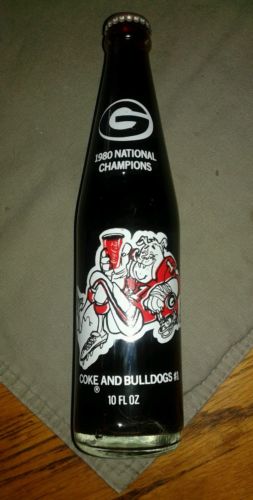 G
1980 NATIONAL
CHAMPIONS
COKE AND BULLDOGS #1
®
10 FL OZ